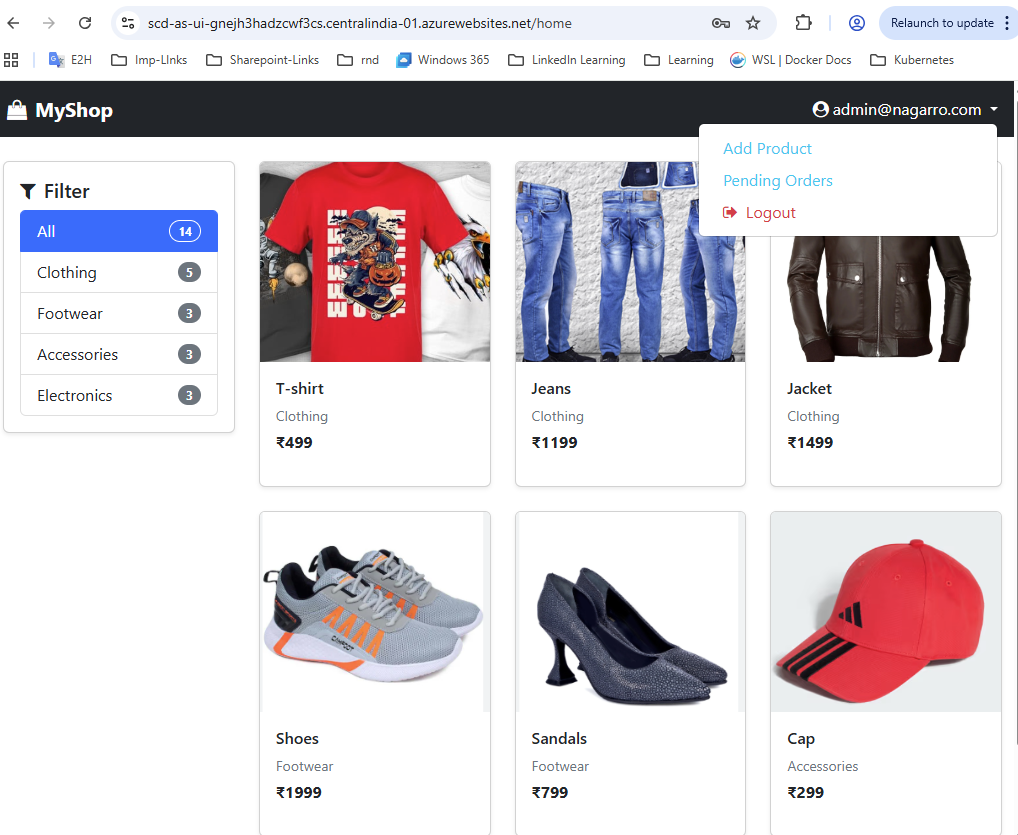 scd-as-ui-gnejh3hadzcwf3cs.centralindia-01.azurewebsites.net/home
Relaunch to update
E2H
Imp-LInks
Sharepoint-Links
rnd
Windows 365
LinkedIn Learning
Learning
WSL | Docker Docs
Kubernetes
MyShop
admin@nagarro.com
Add Product
Pending Orders
Logout
Filter
All 14
Clothing 5
Footwear 3
Accessories 3
Electronics 3
T-shirt
Clothing
₹499
Jeans
Clothing
₹1199
Jacket
Clothing
₹1499
Shoes
Footwear
₹1999
Sandals
Footwear
₹799
Cap
Accessories
₹299